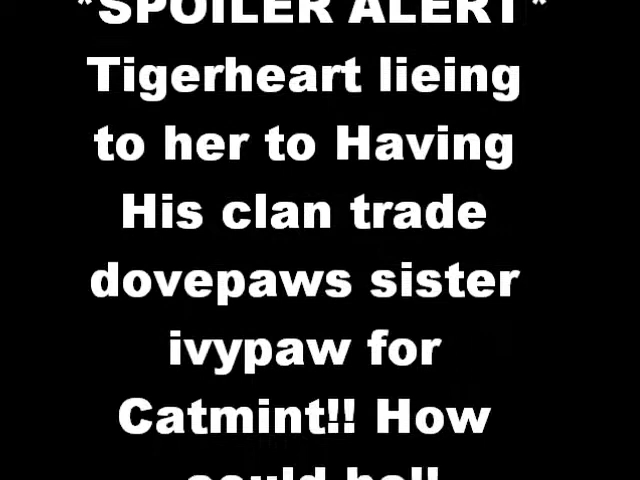 *SPOILER ALERT*
Tigerheart lieing
to her to Having
His clan trade
dovepaws sister
ivypaw for
Catmint!! How
could he!!